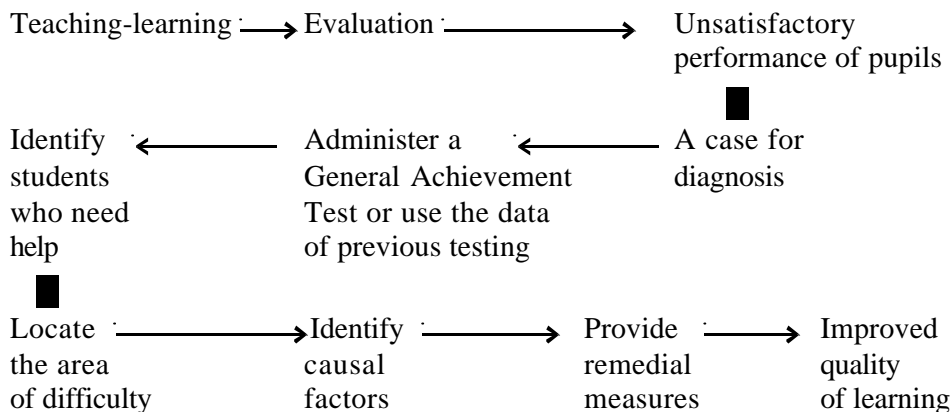 Teaching-learning Evaluation Unsatisfactory
performance of pupils
Identify Administer a A case for
students General Achievement diagnosis
who need Test or use the data
help of previous testing
Locate Identify Provide Improved
the area causal remedial quality
of difficulty factors measures of learning